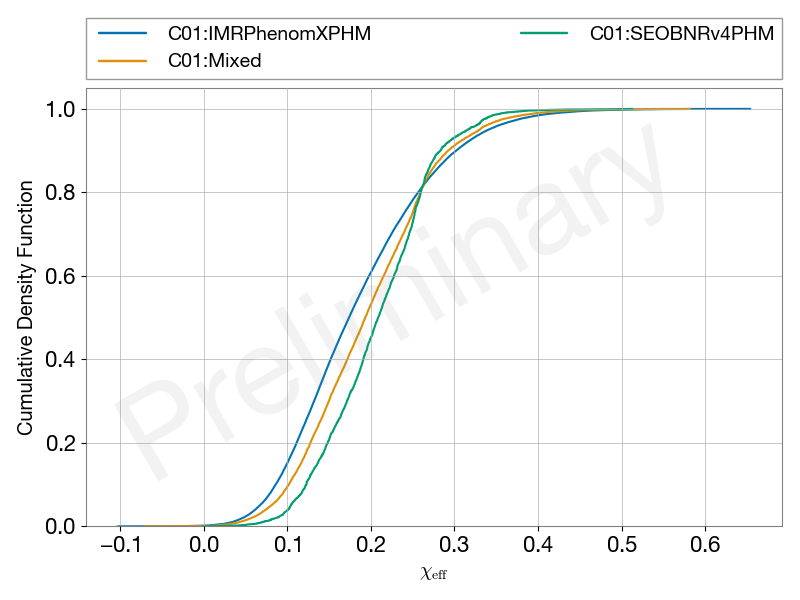 C01:IMRPhenomXPHM
C01:Mixed
C01:SEOBNRv4PHM
Cumulative Density Function
1.0
0.8
0.6
0.4
0.2
0.0
−0.1 0.0 0.1 0.2 0.3 0.4 0.5 0.6
χeff
Preliminary